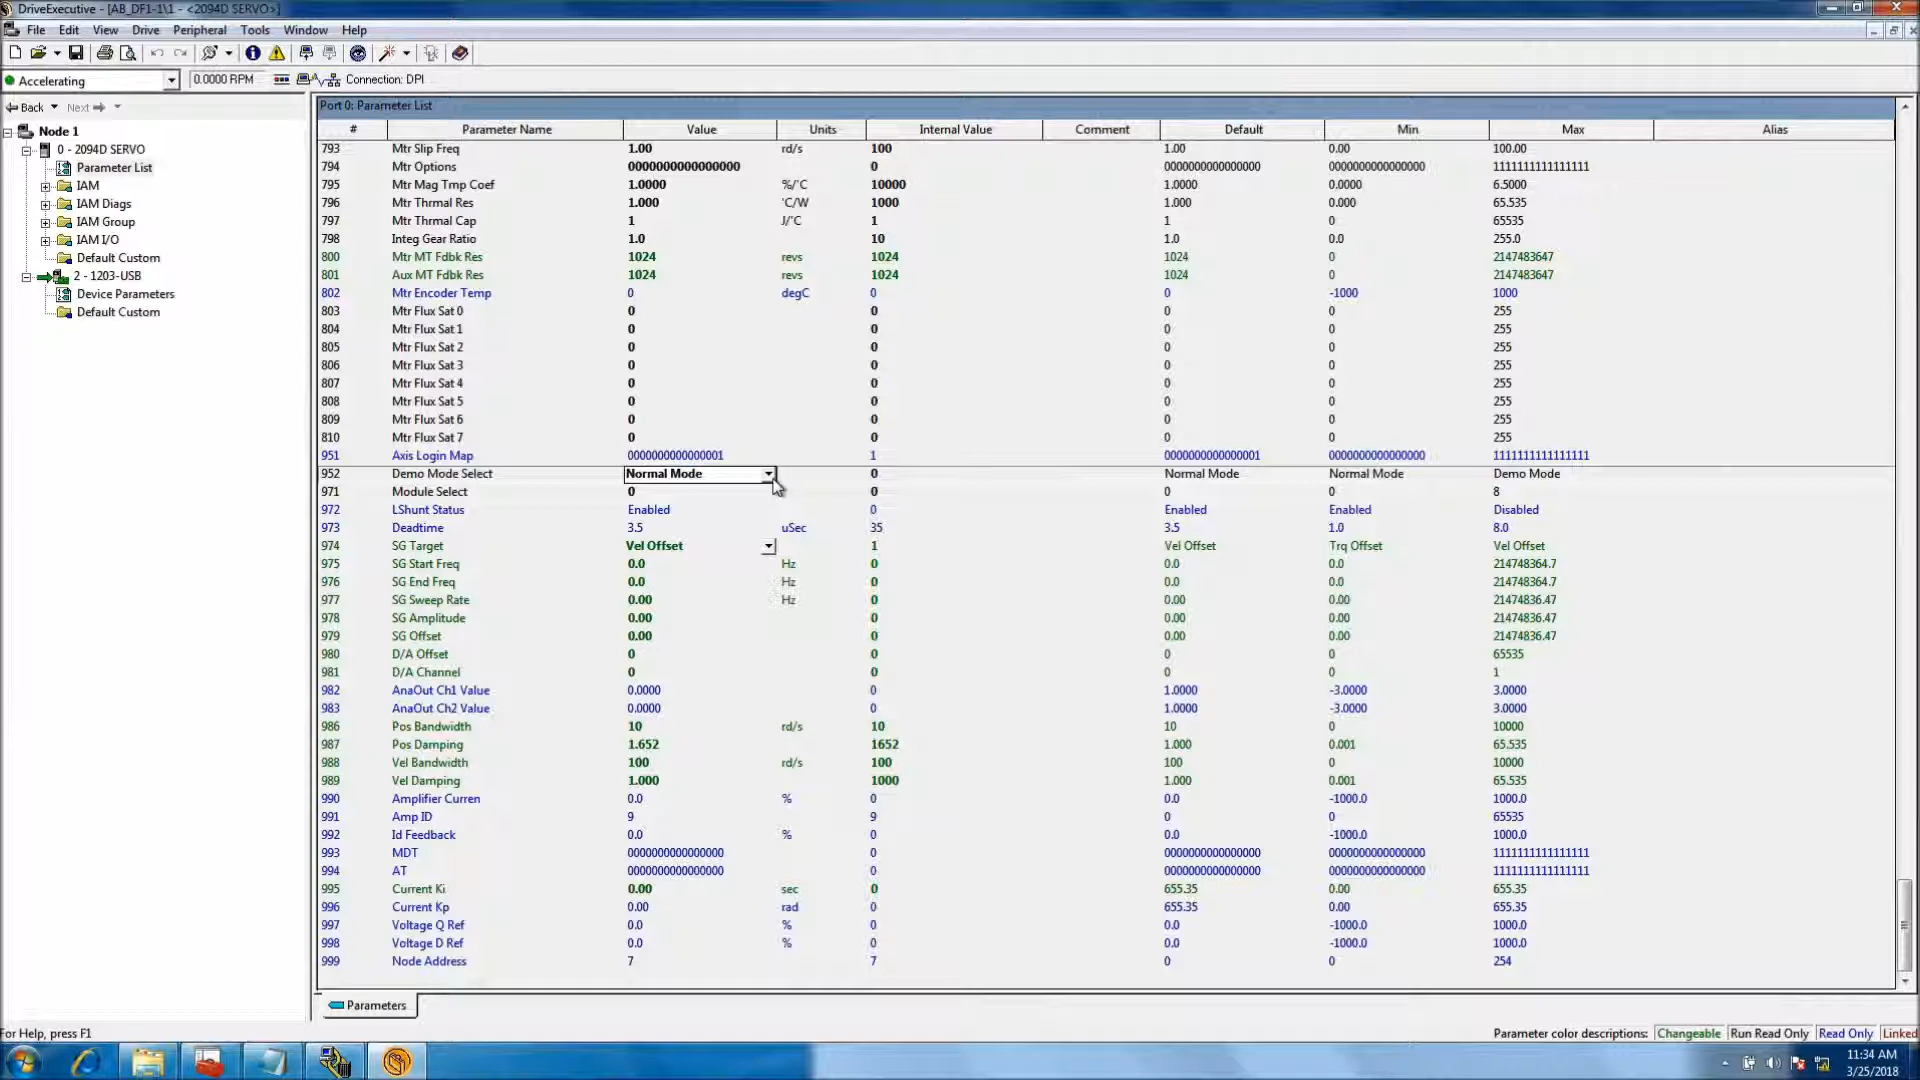 DriveExecutive - [AB_DF1-1\1 - <2094D SERVO>]
File Edit View Drive Peripheral Tools Window Help
Accelerating 0.0000 RPM Connection: DPI
Back Next
Node 1
0 - 2094D SERVO
Parameter List
IAM
IAM Diags
IAM Group
IAM I/O
Default Custom
2 - 1203-USB
Device Parameters
Default Custom
Port 0: Parameter List
# Parameter Name Value Units Internal Value Comment Default Min Max Alias
793 Mtr Slip Freq 1.00 rd/s 100 1.00 0.00 100.00
794 Mtr Options 0000000000000000 0 0000000000000000 0000000000000000 1111111111111111
795 Mtr Mag Tmp Coef 1.0000 %/'C 10000 1.0000 0.0000 6.5000
796 Mtr Thrmal Res 1.000 'C/W 1000 1.000 0.000 65.535
797 Mtr Thrmal Cap 1 J/'C 1 1 0 65535
798 Integ Gear Ratio 1.0 10 1.0 0.0 255.0
800 Mtr MT Fdbk Res 1024 revs 1024 1024 0 2147483647
801 Aux MT Fdbk Res 1024 revs 1024 1024 0 2147483647
802 Mtr Encoder Temp 0 degC 0 0 -1000 1000
803 Mtr Flux Sat 0 0 0 0 0 255
804 Mtr Flux Sat 1 0 0 0 0 255
805 Mtr Flux Sat 2 0 0 0 0 255
806 Mtr Flux Sat 3 0 0 0 0 255
807 Mtr Flux Sat 4 0 0 0 0 255
808 Mtr Flux Sat 5 0 0 0 0 255
809 Mtr Flux Sat 6 0 0 0 0 255
810 Mtr Flux Sat 7 0 0 0 0 255
951 Axis Login Map 0000000000000001 1 0000000000000001 0000000000000000 1111111111111111
952 Demo Mode Select Normal Mode 0 Normal Mode Normal Mode Demo Mode
971 Module Select 0 0 0 0 8
972 LShunt Status Enabled 0 Enabled Enabled Disabled
973 Deadtime 3.5 uSec 35 3.5 1.0 8.0
974 SG Target Vel Offset 1 Vel Offset Trq Offset Vel Offset
975 SG Start Freq 0.0 Hz 0 0.0 0.0 214748364.7
976 SG End Freq 0.0 Hz 0 0.0 0.0 214748364.7
977 SG Sweep Rate 0.00 Hz 0 0.00 0.00 21474836.47
978 SG Amplitude 0.00 0 0.00 0.00 21474836.47
979 SG Offset 0.00 0 0.00 0.00 21474836.47
980 D/A Offset 0 0 0 0 65535
981 D/A Channel 0 0 0 0 1
982 AnaOut Ch1 Value 0.0000 0 1.0000 -3.0000 3.0000
983 AnaOut Ch2 Value 0.0000 0 1.0000 -3.0000 3.0000
986 Pos Bandwidth 10 rd/s 10 10 0 10000
987 Pos Damping 1.652 1652 1.000 0.001 65.535
988 Vel Bandwidth 100 rd/s 100 100 0 10000
989 Vel Damping 1.000 1000 1.000 0.001 65.535
990 Amplifier Curren 0.0 % 0 0.0 -1000.0 1000.0
991 Amp ID 9 9 0 0 65535
992 Id Feedback 0.0 % 0 0.0 -1000.0 1000.0
993 MDT 0000000000000000 0 0000000000000000 0000000000000000 1111111111111111
994 AT 0000000000000000 0 0000000000000000 0000000000000000 1111111111111111
995 Current Ki 0.00 sec 0 655.35 0.00 655.35
996 Current Kp 0.00 rad 0 655.35 0.00 655.35
997 Voltage Q Ref 0.0 % 0 0.0 -1000.0 1000.0
998 Voltage D Ref 0.0 % 0 0.0 -1000.0 1000.0
999 Node Address 7 7 0 0 254
Parameters
For Help, press F1
Parameter color descriptions: Changeable Run Read Only Read Only Linked
11:34 AM
3/25/2018